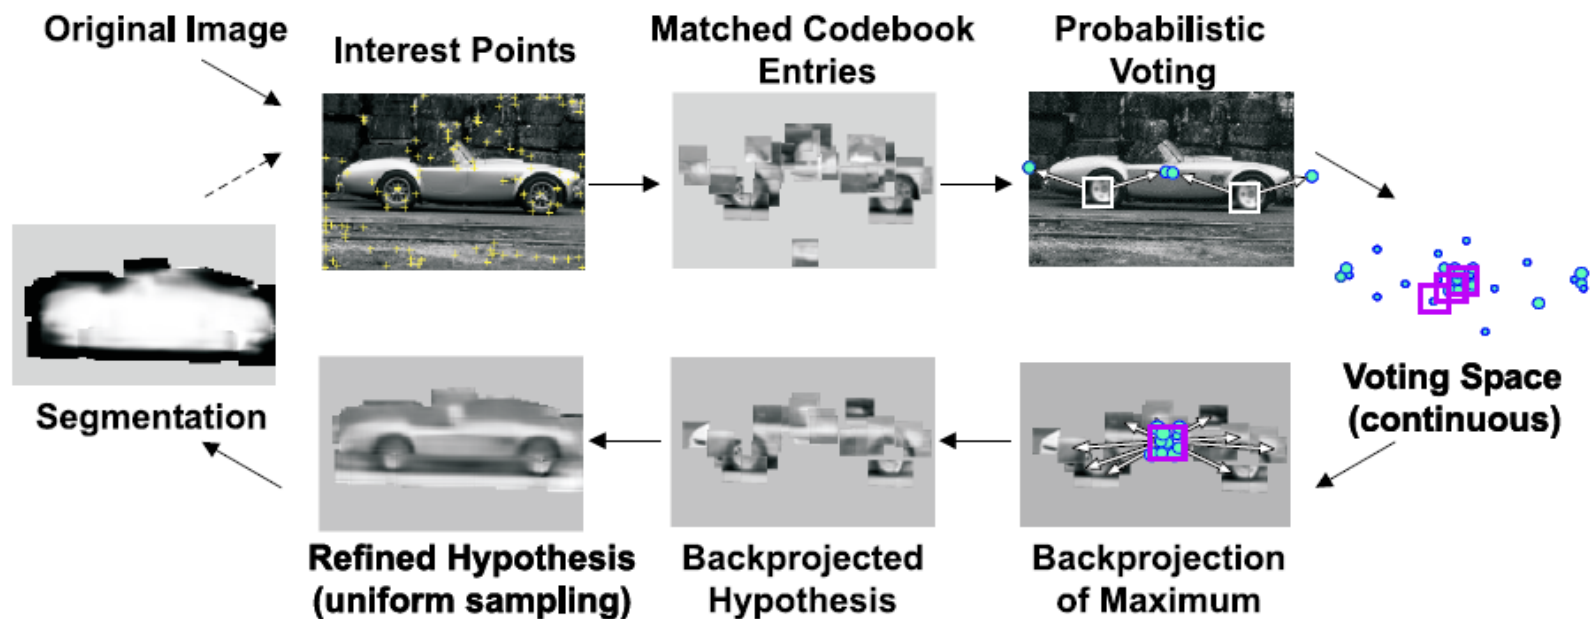 Original Image
Interest Points
Matched Codebook
Entries
Probabilistic
Voting
Voting Space
(continuous)
Segmentation
Refined Hypothesis
(uniform sampling)
Backprojected
Hypothesis
Backprojection
of Maximum